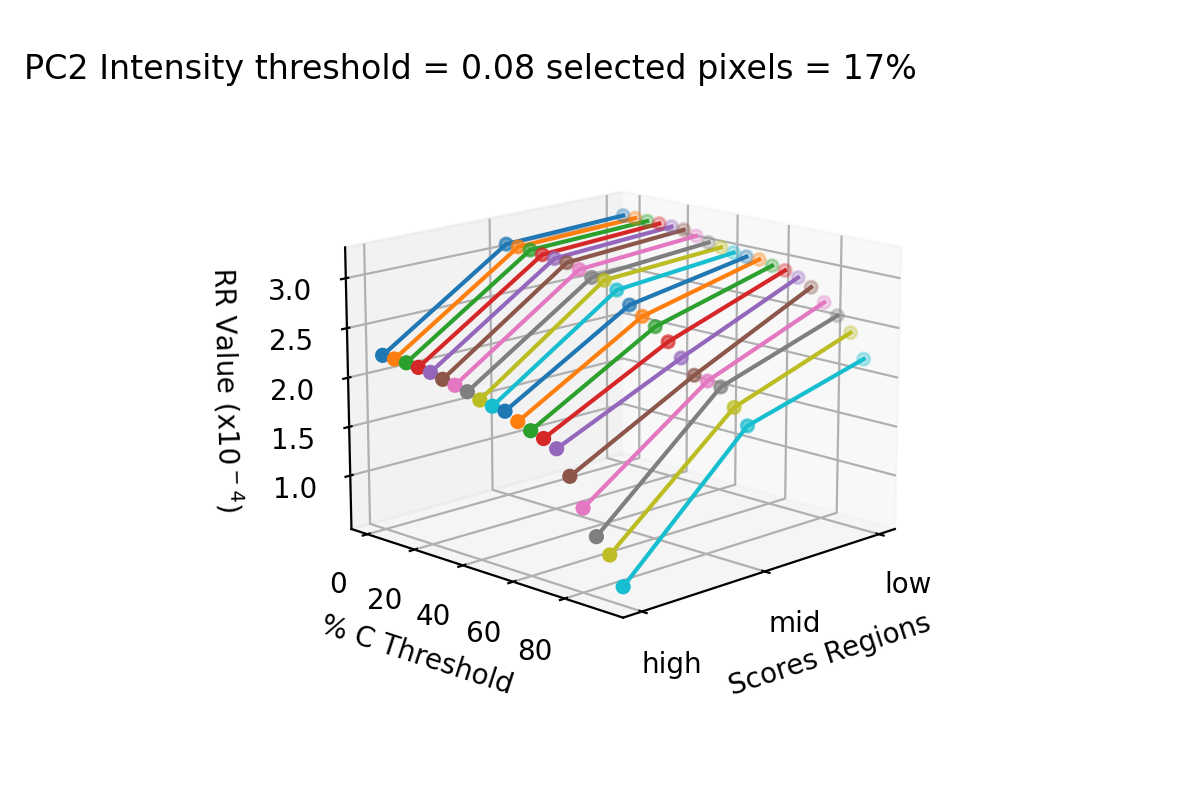 PC2 Intensity threshold = 0.08 selected pixels = 17%
RR Value (x10⁻⁴)
3.0
2.5
2.0
1.5
1.0
0
20
40
60
80
% C Threshold
high
mid
low
Scores Regions